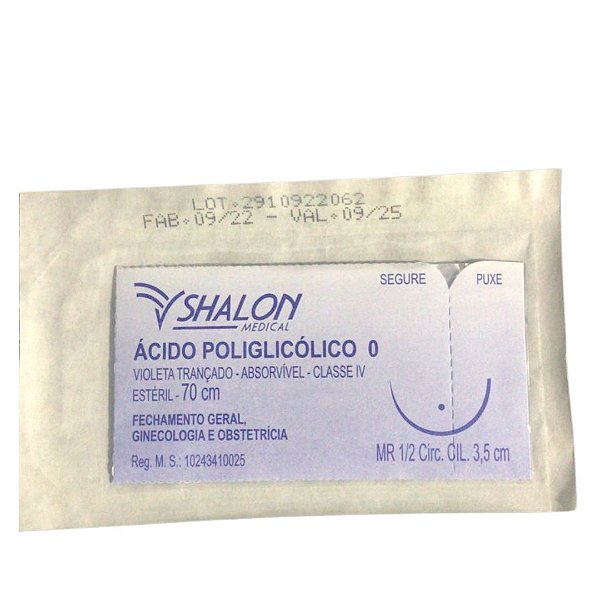 LOT:2910922062
FAB:09/22 - VAL:09/25
SEGURE PUXE
SHALON
MEDICAL
ÁCIDO POLIGLICÓLICO 0
VIOLETA TRANÇADO - ABSORVÍVEL - CLASSE IV
ESTÉRIL - 70 cm
FECHAMENTO GERAL,
GINECOLOGIA E OBSTETRÍCIA
MR 1/2 Circ. CIL. 3,5 cm
Reg. M. S.: 10243410025